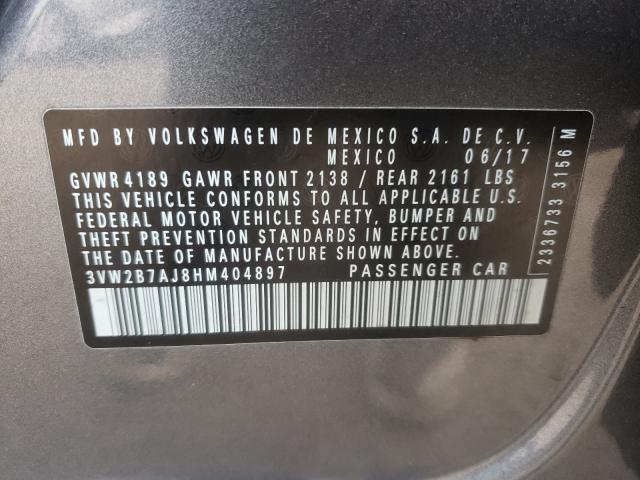 MFD BY VOLKSWAGEN DE MEXICO S.A. DE C.V.
MEXICO 06/17
GVWR 4189 GAWR FRONT 2138 / REAR 2161 LBS
THIS VEHICLE CONFORMS TO ALL APPLICABLE U.S.
FEDERAL MOTOR VEHICLE SAFETY, BUMPER AND
THEFT PREVENTION STANDARDS IN EFFECT ON
THE DATE OF MANUFACTURE SHOWN ABOVE.
3VW2B7AJ8HM404897 PASSENGER CAR
2336733 3156 M